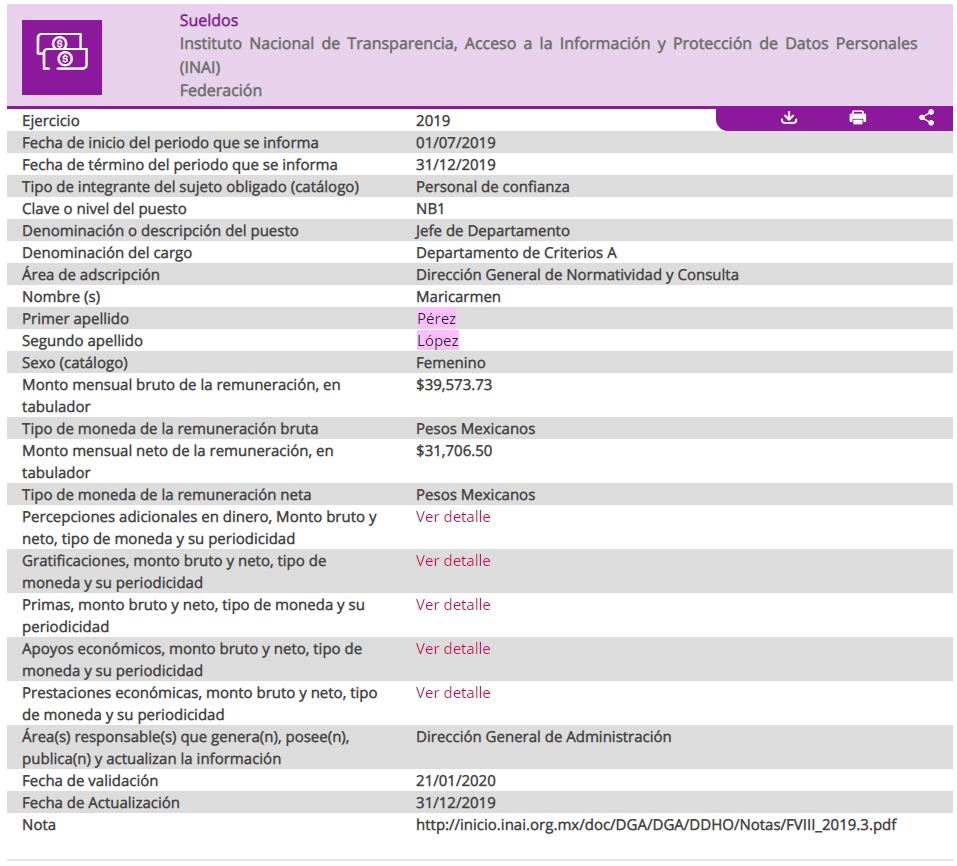 Sueldos
Instituto Nacional de Transparencia, Acceso a la Información y Protección de Datos Personales
(INAI)
Federación
Ejercicio 2019
Fecha de inicio del periodo que se informa 01/07/2019
Fecha de término del periodo que se informa 31/12/2019
Tipo de integrante del sujeto obligado (catálogo) Personal de confianza
Clave o nivel del puesto NB1
Denominación o descripción del puesto Jefe de Departamento
Denominación del cargo Departamento de Criterios A
Área de adscripción Dirección General de Normatividad y Consulta
Nombre (s) Maricarmen
Primer apellido Pérez
Segundo apellido López
Sexo (catálogo) Femenino
Monto mensual bruto de la remuneración, en $39,573.73
tabulador
Tipo de moneda de la remuneración bruta Pesos Mexicanos
Monto mensual neto de la remuneración, en $31,706.50
tabulador
Tipo de moneda de la remuneración neta Pesos Mexicanos
Percepciones adicionales en dinero, Monto bruto y Ver detalle
neto, tipo de moneda y su periodicidad
Gratificaciones, monto bruto y neto, tipo de Ver detalle
moneda y su periodicidad
Primas, monto bruto y neto, tipo de moneda y su Ver detalle
periodicidad
Apoyos económicos, monto bruto y neto, tipo de Ver detalle
moneda y su periodicidad
Prestaciones económicas, monto bruto y neto, tipo Ver detalle
de moneda y su periodicidad
Área(s) responsable(s) que genera(n), posee(n), Dirección General de Administración
publica(n) y actualizan la información
Fecha de validación 21/01/2020
Fecha de Actualización 31/12/2019
Nota http://inicio.inai.org.mx/doc/DGA/DGA/DDHO/Notas/FVIII_2019.3.pdf